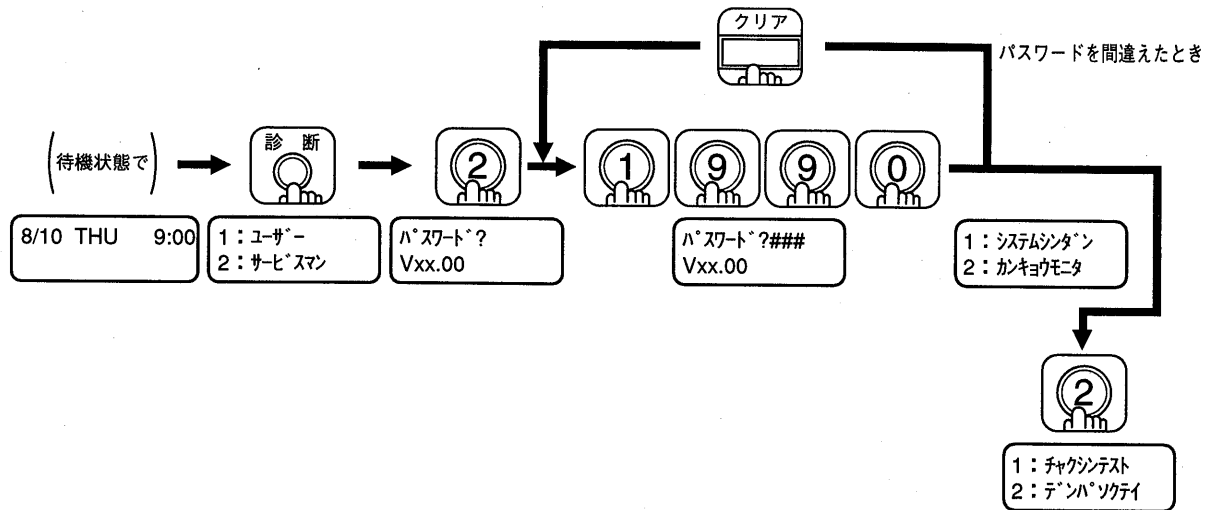 クリア
パスワードを間違えたとき
(待機状態で)
診 断
2
1
9
9
0
8/10 THU 9:00
1：ユーザﾞー
2：サービﾞスマン
パﾟスワードﾞ?
Vxx.00
パﾟスワードﾞ?###
Vxx.00
1：システムシンダﾞン
2：カンキョウモニタ
2
1：チャクシンテスト
2：デﾞンパﾟソクテイ